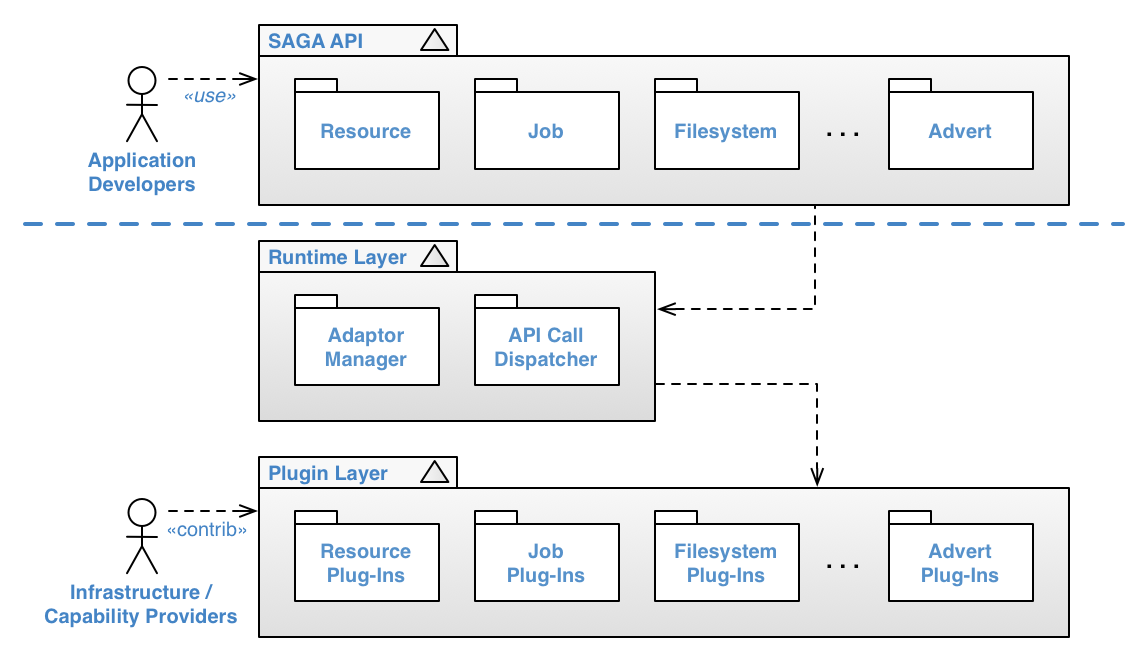 SAGA API
«use»
Application
Developers
Resource
Job
Filesystem
. . .
Advert
Runtime Layer
Adaptor
Manager
API Call
Dispatcher
Plugin Layer
«contrib»
Infrastructure /
Capability Providers
Resource
Plug-Ins
Job
Plug-Ins
Filesystem
Plug-Ins
. . .
Advert
Plug-Ins